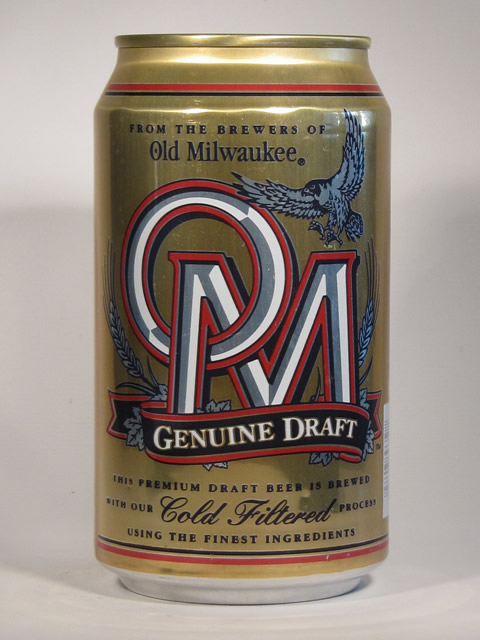 FROM THE BREWERS OF
Old Milwaukee®
OM
GENUINE DRAFT
THIS PREMIUM DRAFT BEER IS BREWED
WITH OUR Cold Filtered PROCESS
USING THE FINEST INGREDIENTS